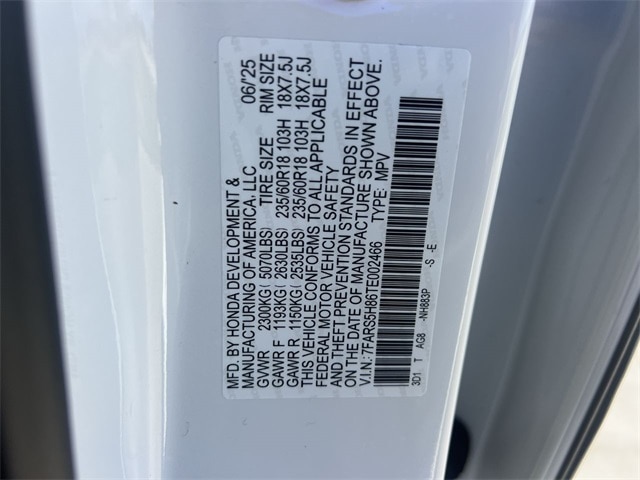 MFD. BY HONDA DEVELOPMENT &
MANUFACTURING OF AMERICA, LLC 06/'25
GVWR 2300KG( 5070LBS) TIRE SIZE RIM SIZE
GAWR F 1193KG( 2630LBS) 235/60R18 103H 18X7.5J
GAWR R 1150KG( 2535LBS) 235/60R18 103H 18X7.5J
THIS VEHICLE CONFORMS TO ALL APPLICABLE
FEDERAL MOTOR VEHICLE SAFETY
AND THEFT PREVENTION STANDARDS IN EFFECT
ON THE DATE OF MANUFACTURE SHOWN ABOVE.
V.I.N.: 7FARS5H86TE002466 TYPE: MPV
3D1 T AG8 -NH883P -S -E